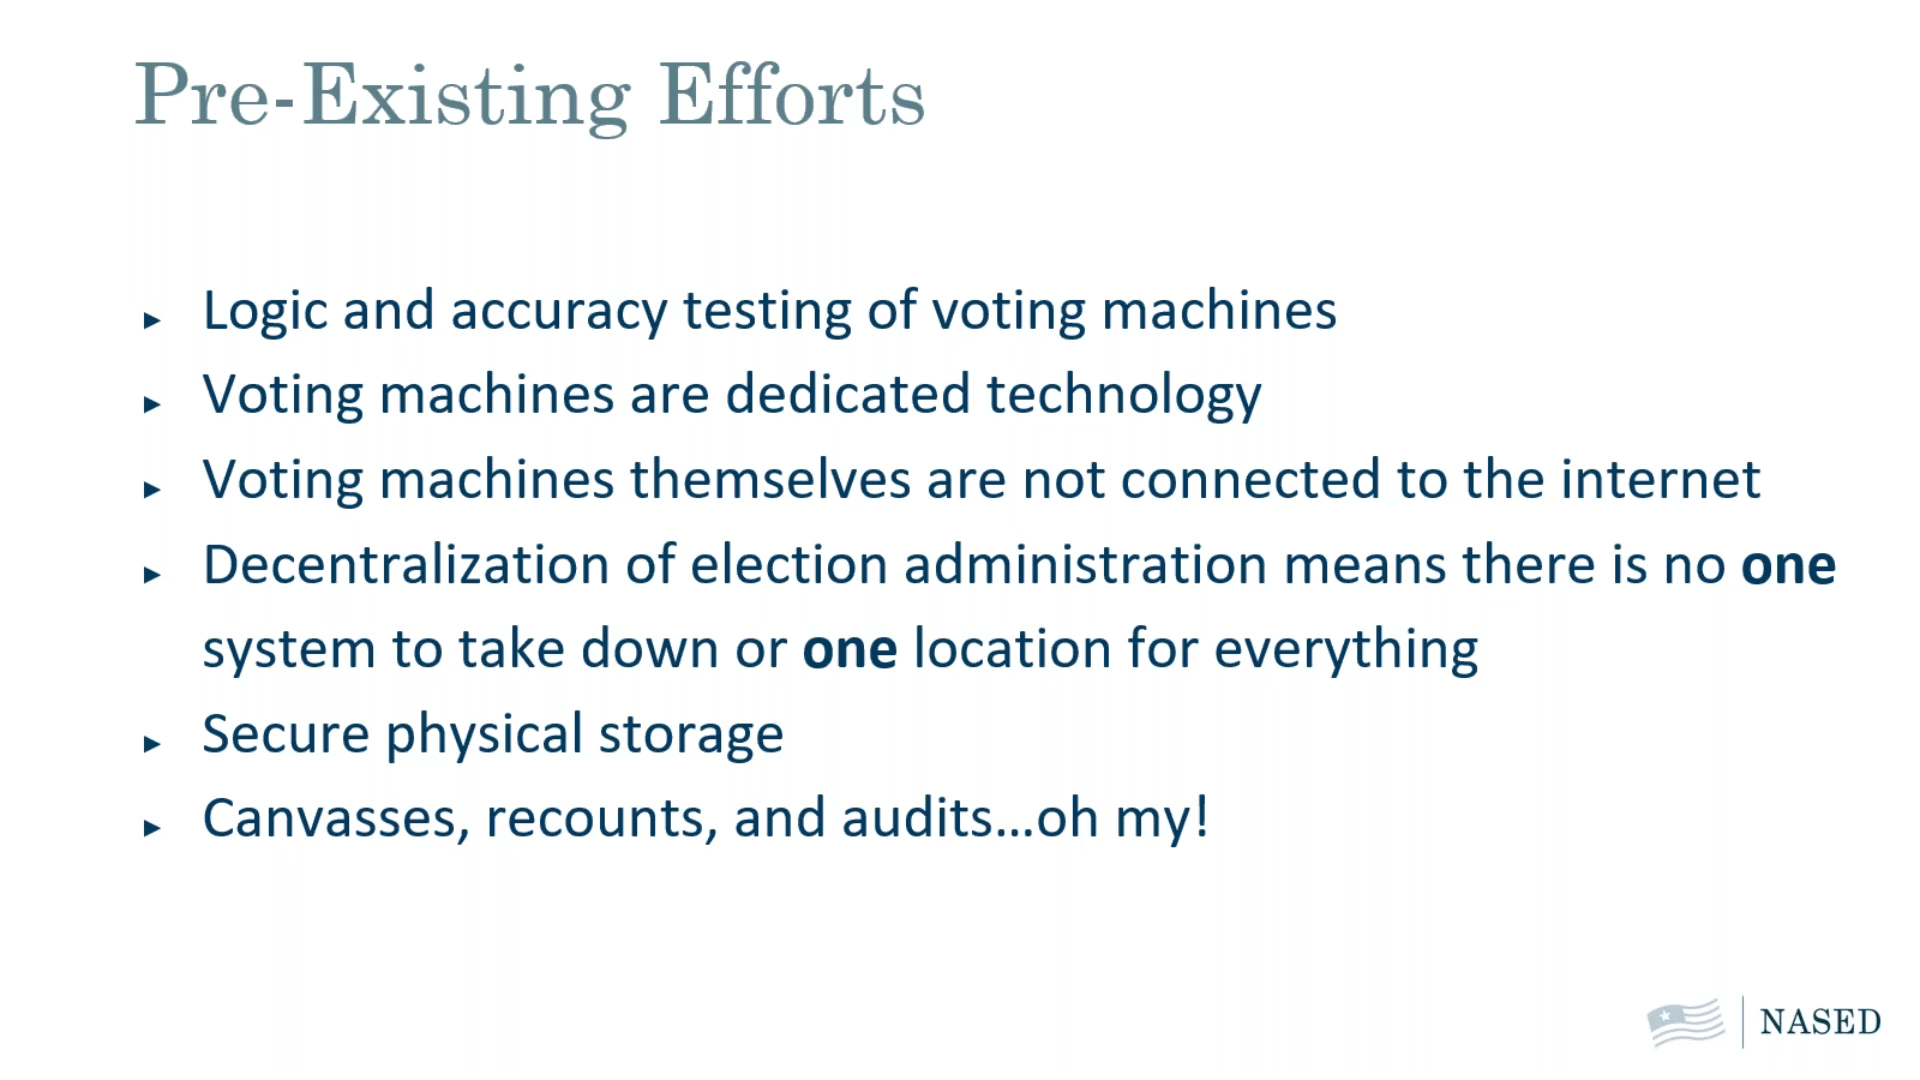 Pre-Existing Efforts
► Logic and accuracy testing of voting machines
► Voting machines are dedicated technology
► Voting machines themselves are not connected to the internet
► Decentralization of election administration means there is no one
system to take down or one location for everything
► Secure physical storage
► Canvasses, recounts, and audits…oh my!
NASED